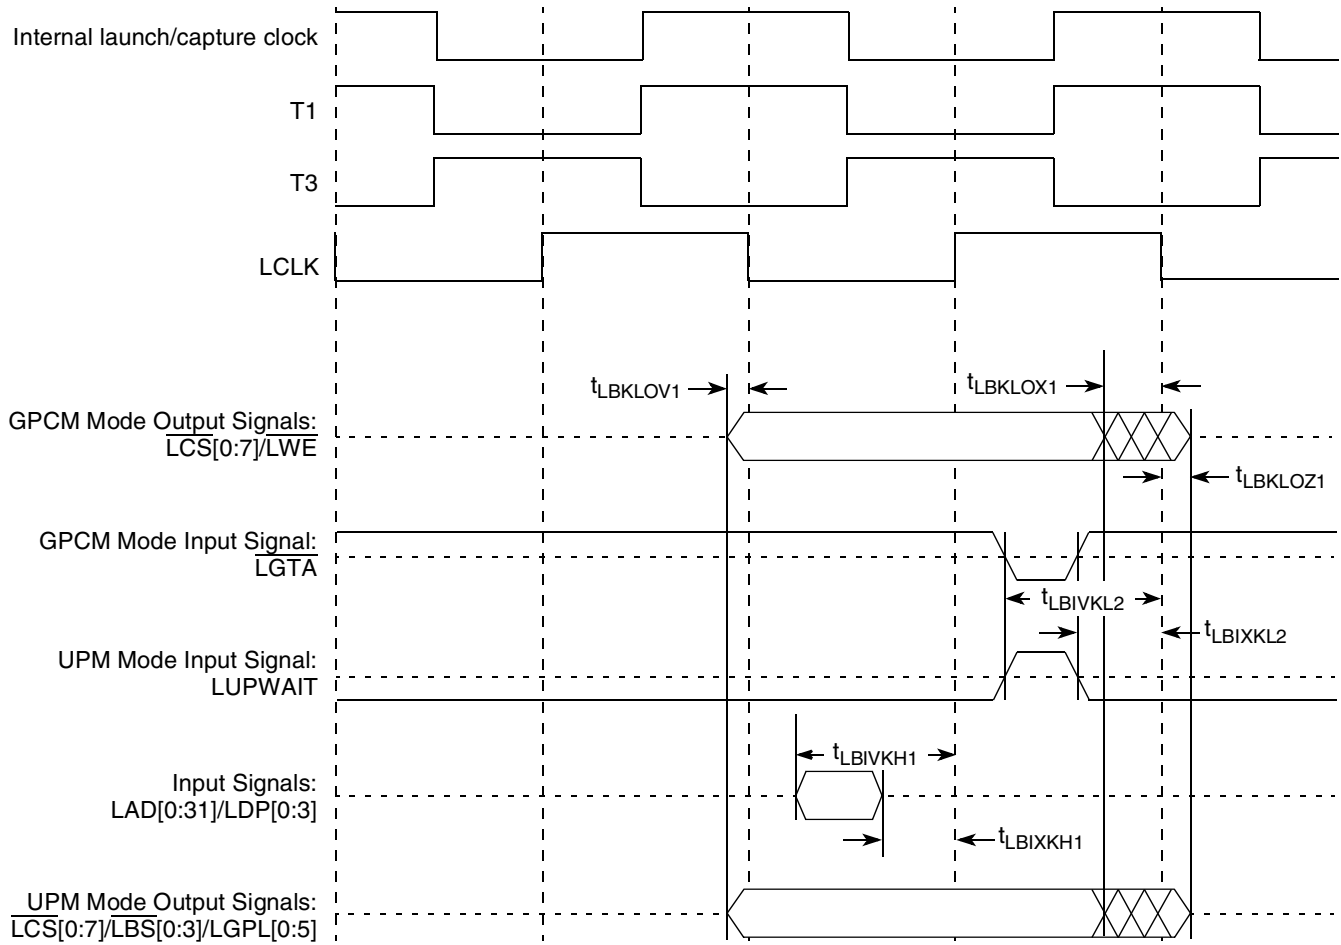 Internal launch/capture clock
T1
T3
LCLK
tLBKLOV1
tLBKLOX1
GPCM Mode Output Signals:
LCS[0:7]/LWE
tLBKLOZ1
GPCM Mode Input Signal:
LGTA
tLBIVKL2
tLBIXKL2
UPM Mode Input Signal:
LUPWAIT
tLBIVKH1
Input Signals:
LAD[0:31]/LDP[0:3]
tLBIXKH1
UPM Mode Output Signals:
LCS[0:7]/LBS[0:3]/LGPL[0:5]